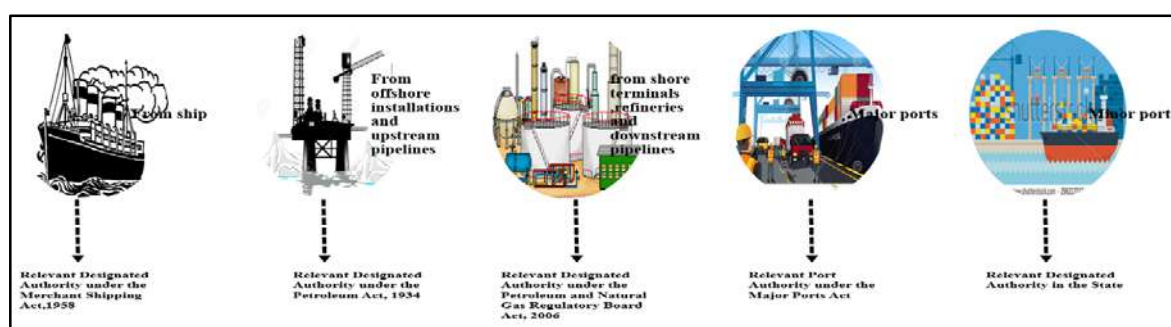 From ship
From
offshore
installations
and
upstream
pipelines
from shore
terminals
refineries
and
downstream
pipelines
Major ports
Minor port
shutterstock
Relevant Designated
Authority under the
Merchant Shipping
Act,1958
Relevant Designated
Authority under the
Petroleum Act, 1934
Relevant Designated
Authority under the
Petroleum and Natural
Gas Regulatory Board
Act, 2006
Relevant Port
Authority under the
Major Ports Act
Relevant Designated
Authority in the State